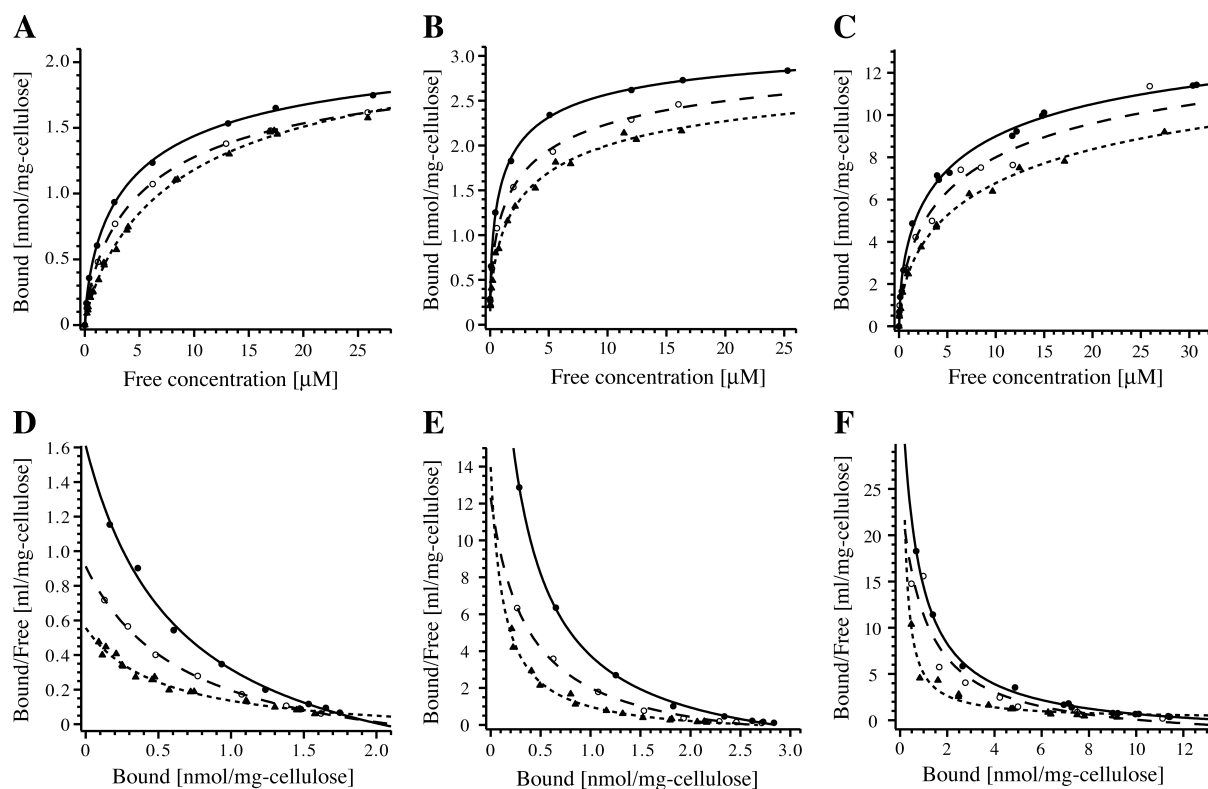 A
B
C
Bound [nmol/mg-cellulose]
2.0
1.5
1.0
0.5
0
0 5 10 15 20 25
Free concentration [μM]
Bound [nmol/mg-cellulose]
3.0
2.5
2.0
1.5
1.0
0.5
0
0 5 10 15 20 25
Free concentration [μM]
Bound [nmol/mg-cellulose]
12
10
8
6
4
2
0
0 5 10 15 20 25 30
Free concentration [μM]
D
E
F
Bound/Free [ml/mg-cellulose]
1.6
1.4
1.2
1.0
0.8
0.6
0.4
0.2
0
0 0.5 1.0 1.5 2.0
Bound [nmol/mg-cellulose]
Bound/Free [ml/mg-cellulose]
14
12
10
8
6
4
2
0
0 0.5 1.0 1.5 2.0 2.5 3.0
Bound [nmol/mg-cellulose]
Bound/Free [ml/mg-cellulose]
25
20
15
10
5
0
0 2 4 6 8 10 12
Bound [nmol/mg-cellulose]